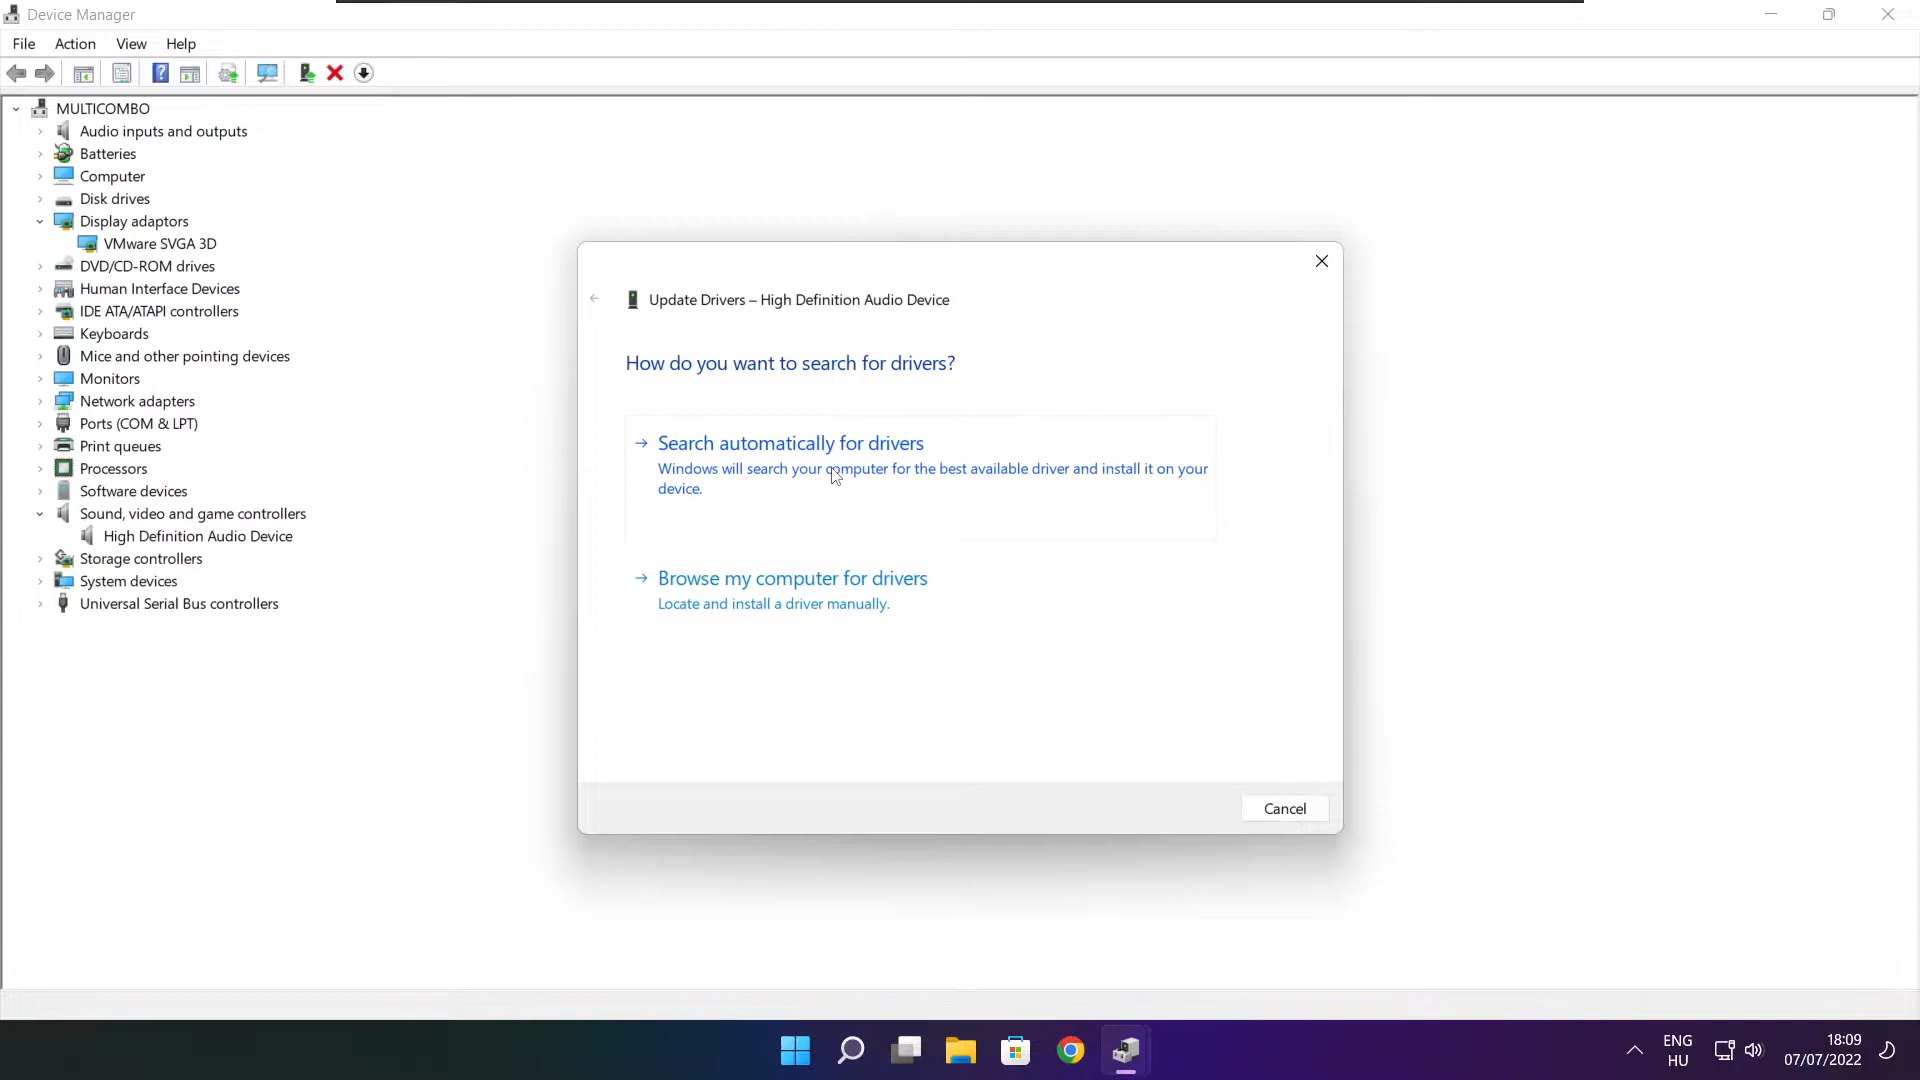 Device Manager
File Action View Help
MULTICOMBO
Audio inputs and outputs
Batteries
Computer
Disk drives
Display adaptors
VMware SVGA 3D
DVD/CD-ROM drives
Human Interface Devices
IDE ATA/ATAPI controllers
Keyboards
Mice and other pointing devices
Monitors
Network adapters
Ports (COM & LPT)
Print queues
Processors
Software devices
Sound, video and game controllers
High Definition Audio Device
Storage controllers
System devices
Universal Serial Bus controllers
Update Drivers – High Definition Audio Device
How do you want to search for drivers?
Search automatically for drivers
Windows will search your computer for the best available driver and install it on your
device.
Browse my computer for drivers
Locate and install a driver manually.
Cancel
ENG
HU
18:09
07/07/2022